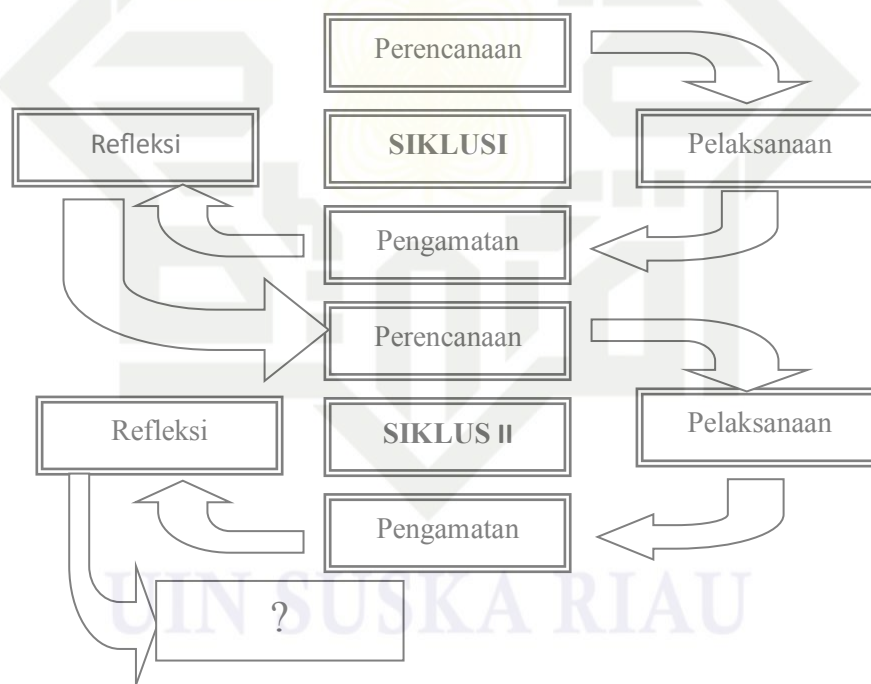 Perencanaan
Refleksi
SIKLUSI
Pelaksanaan
Pengamatan
Perencanaan
Refleksi
SIKLUS II
Pelaksanaan
Pengamatan
?
UIN SUSKA RIAU